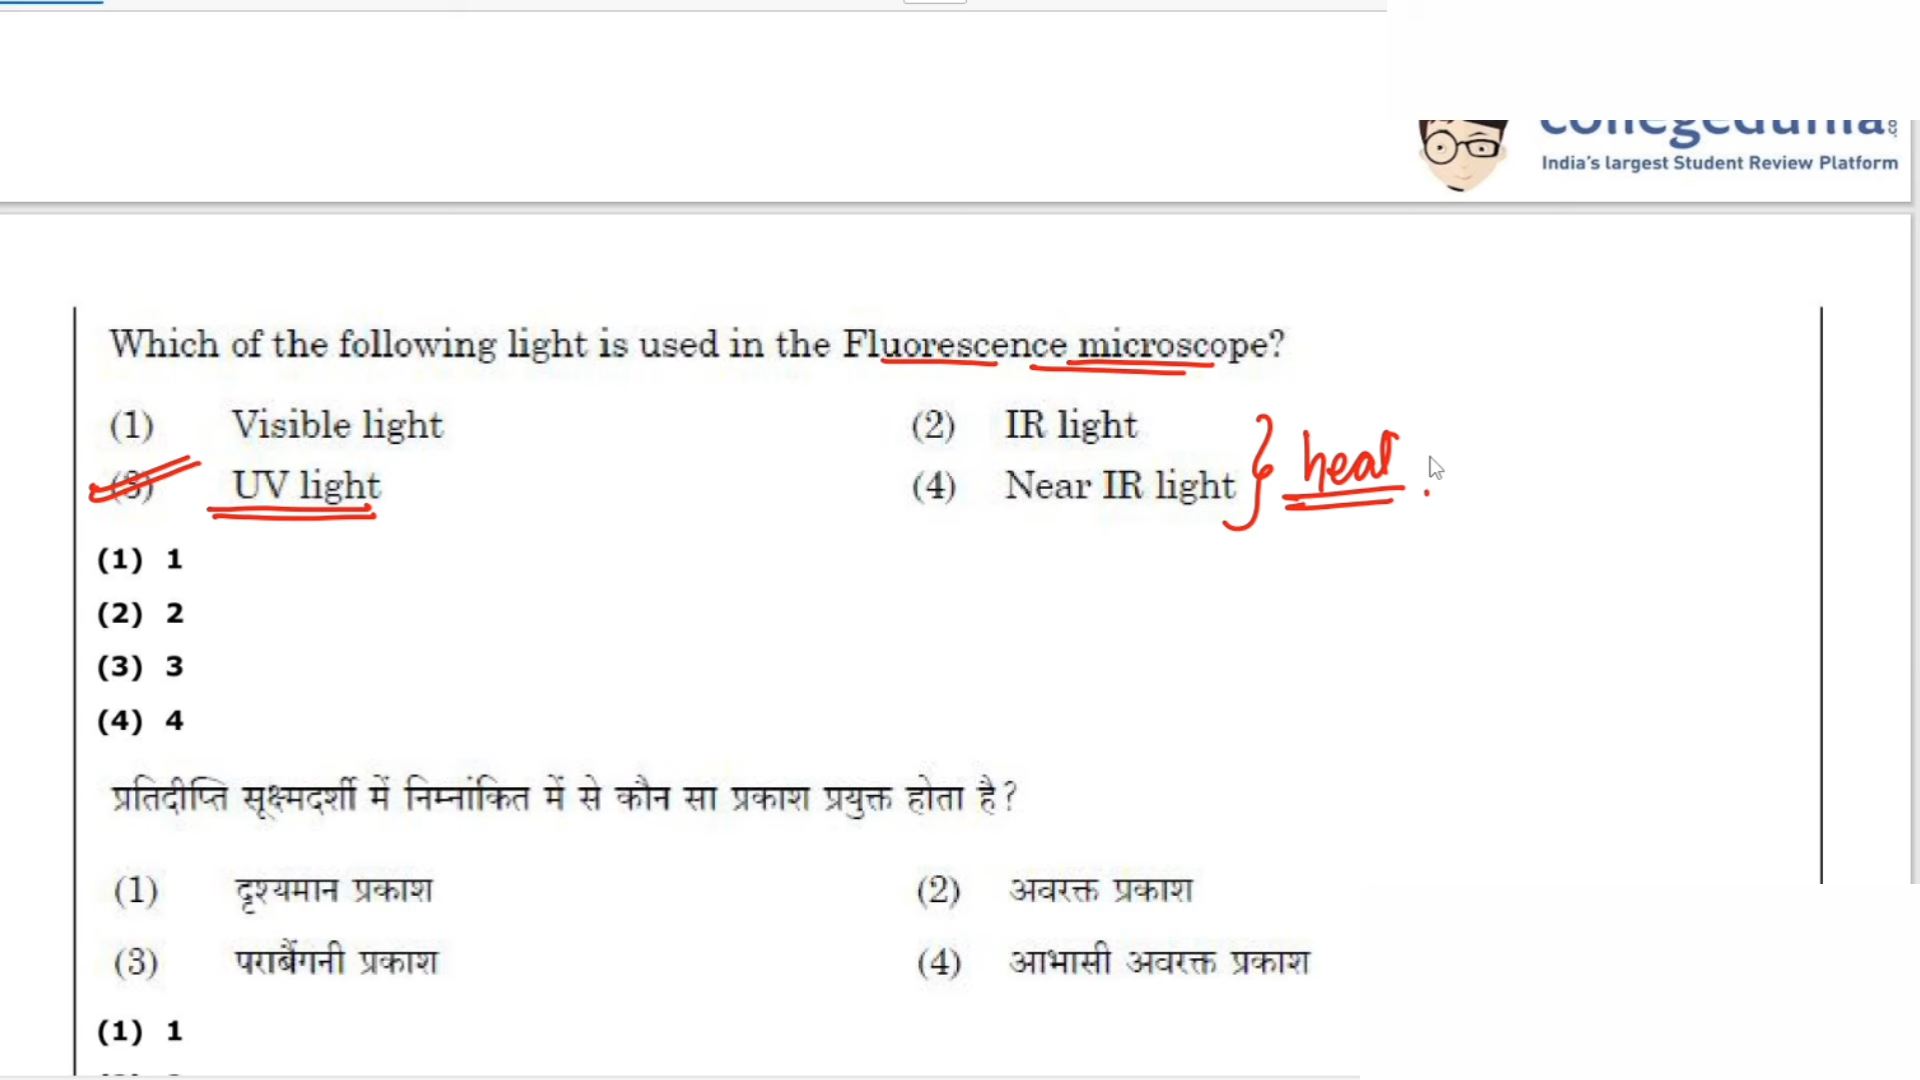 India's largest Student Review Platform
Which of the following light is used in the Fluorescence microscope?
(1) Visible light (2) IR light
(3) UV light (4) Near IR light
heat
(1) 1
(2) 2
(3) 3
(4) 4
प्रतिदीप्ति सूक्ष्मदर्शी में निम्नांकित में से कौन सा प्रकाश प्रयुक्त होता है?
(1) दृश्यमान प्रकाश (2) अवरक्त प्रकाश
(3) पराबैंगनी प्रकाश (4) आभासी अवरक्त प्रकाश
(1) 1